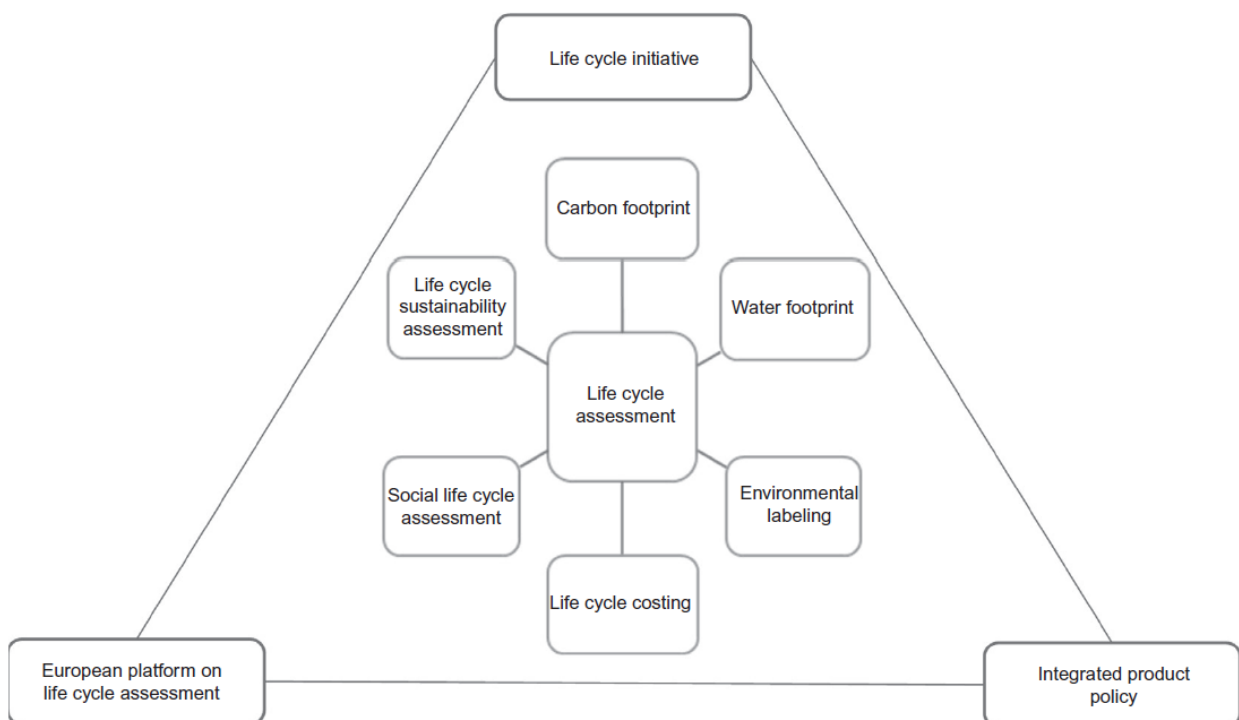 Life cycle initiative
Carbon footprint
Life cycle
sustainability
assessment
Water footprint
Life cycle
assessment
Social life cycle
assessment
Environmental
labeling
Life cycle costing
European platform on
life cycle assessment
Integrated product
policy